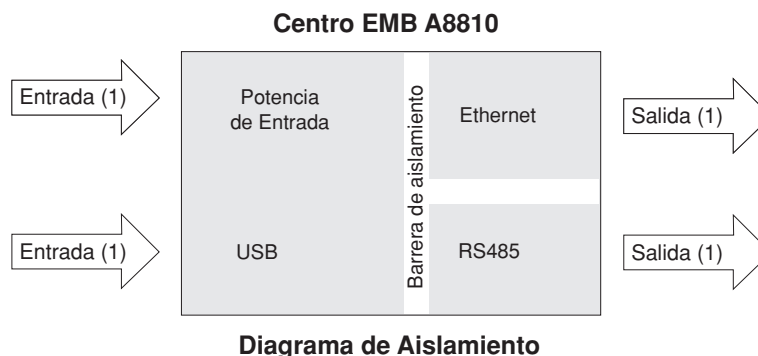 Centro EMB A8810
Entrada (1)
Potencia
de Entrada
Barrera de aislamiento
Ethernet
Salida (1)
Entrada (1)
USB
RS485
Salida (1)
Diagrama de Aislamiento